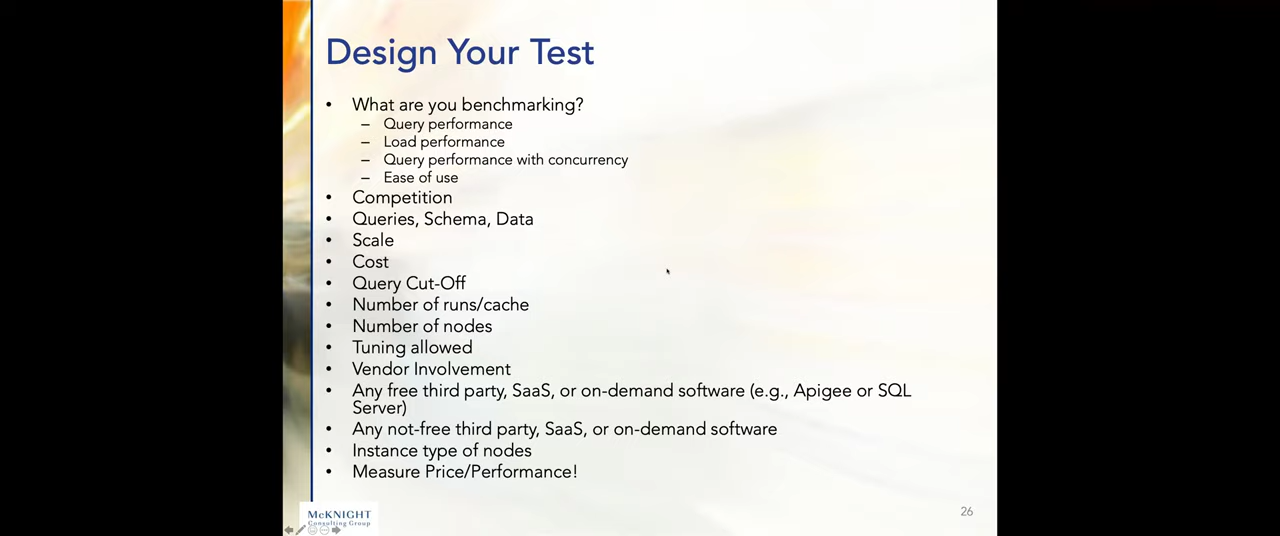 Design Your Test
• What are you benchmarking?
– Query performance
– Load performance
– Query performance with concurrency
– Ease of use
• Competition
• Queries, Schema, Data
• Scale
• Cost
• Query Cut-Off
• Number of runs/cache
• Number of nodes
• Tuning allowed
• Vendor Involvement
• Any free third party, SaaS, or on-demand software (e.g., Apigee or SQL
Server)
• Any not-free third party, SaaS, or on-demand software
• Instance type of nodes
• Measure Price/Performance!
McKNIGHT
Consulting Group
26